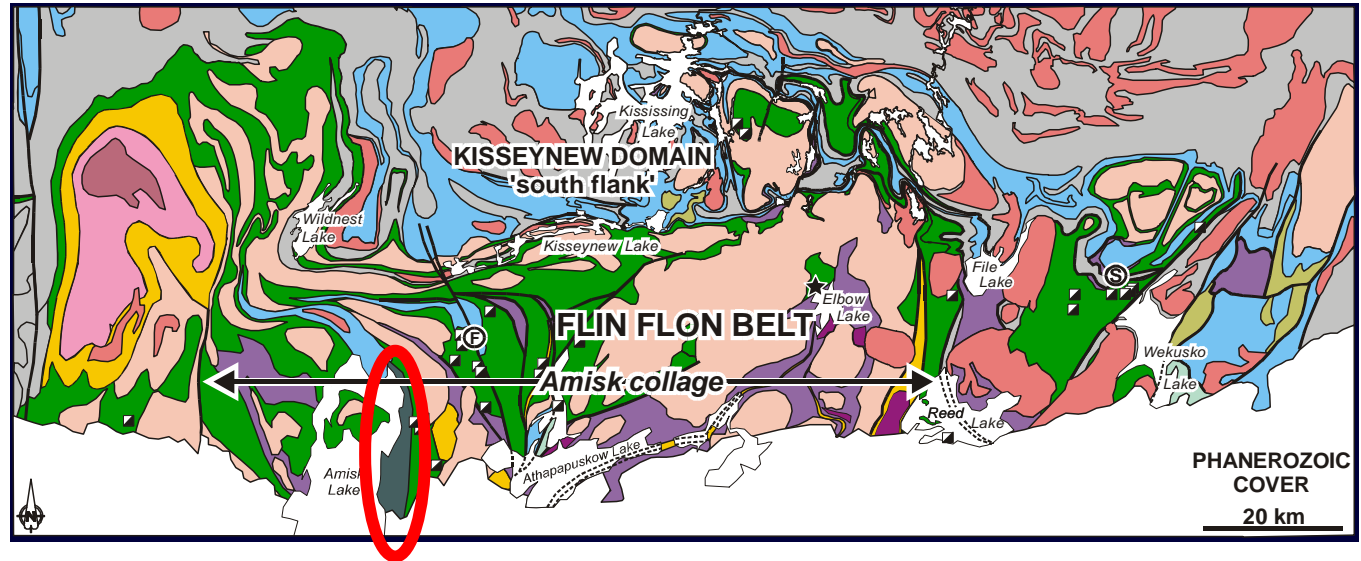 Kississing
Lake
KISSEYNEW DOMAIN
'south flank'
Wildnest
Lake
Kisseynew Lake
File
Lake
S
Elbow
Lake
FLIN FLON BELT
F
Amisk collage
Wekusko
Lake
Reed
Lake
Athapapuskow Lake
Amisk
Lake
PHANEROZOIC
COVER
20 km
N